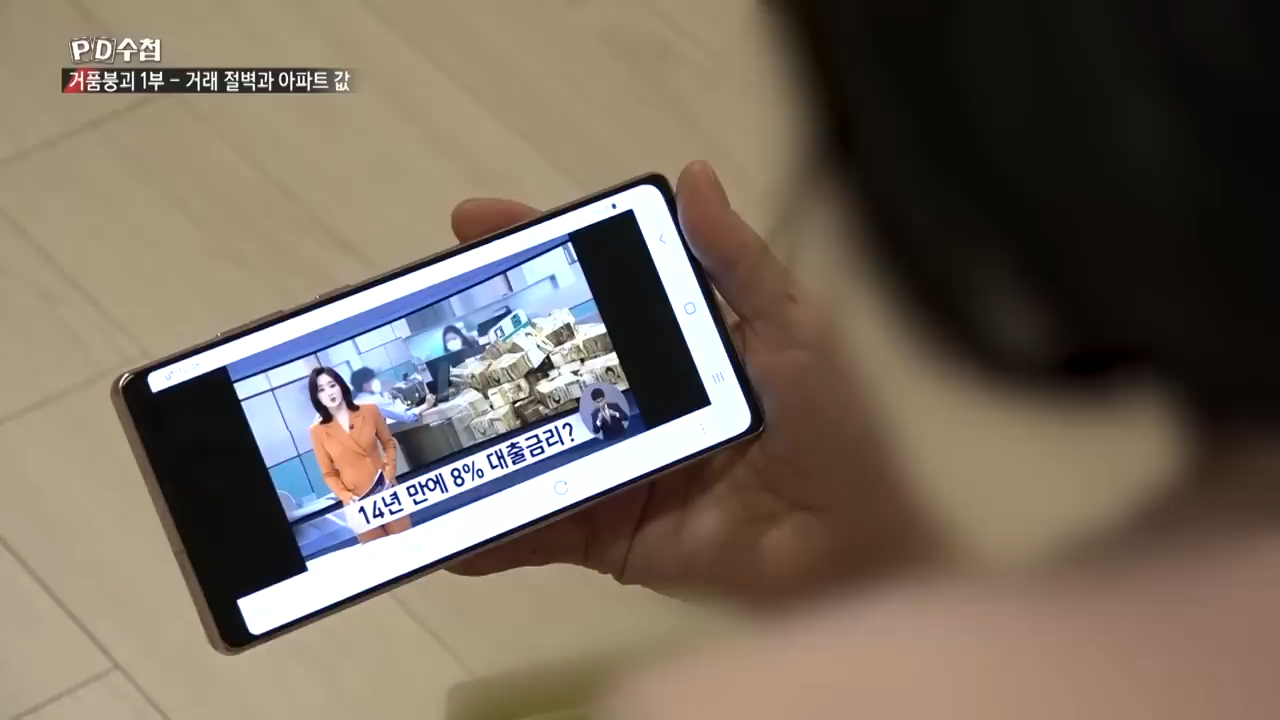 PD수첩
거품붕괴 1부 - 거래 절벽과 아파트 값
14년 만에 8% 대출금리?